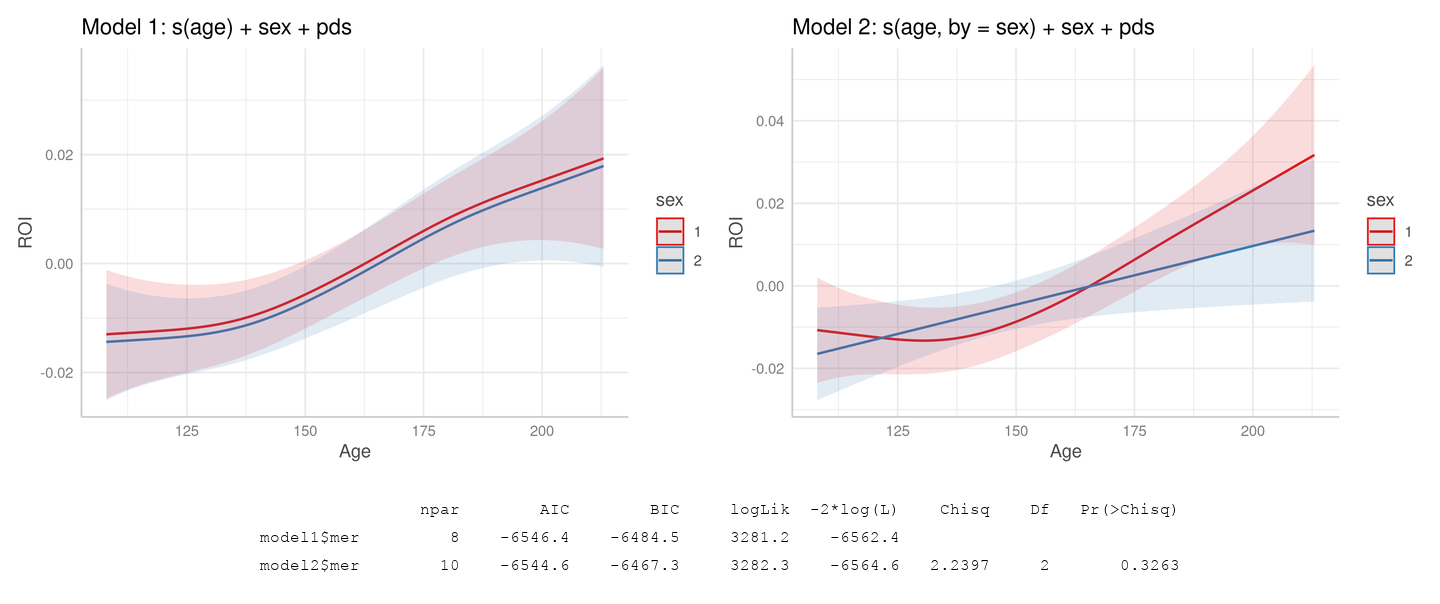 Model 1: s(age) + sex + pds
0.02
0.00
-0.02
ROI
125 150 175 200
Age
sex
1
2
Model 2: s(age, by = sex) + sex + pds
0.04
0.02
0.00
-0.02
ROI
125 150 175 200
Age
sex
1
2
npar AIC BIC logLik -2*log(L) Chisq Df Pr(>Chisq)
model1$mer 8 -6546.4 -6484.5 3281.2 -6562.4
model2$mer 10 -6544.6 -6467.3 3282.3 -6564.6 2.2397 2 0.3263